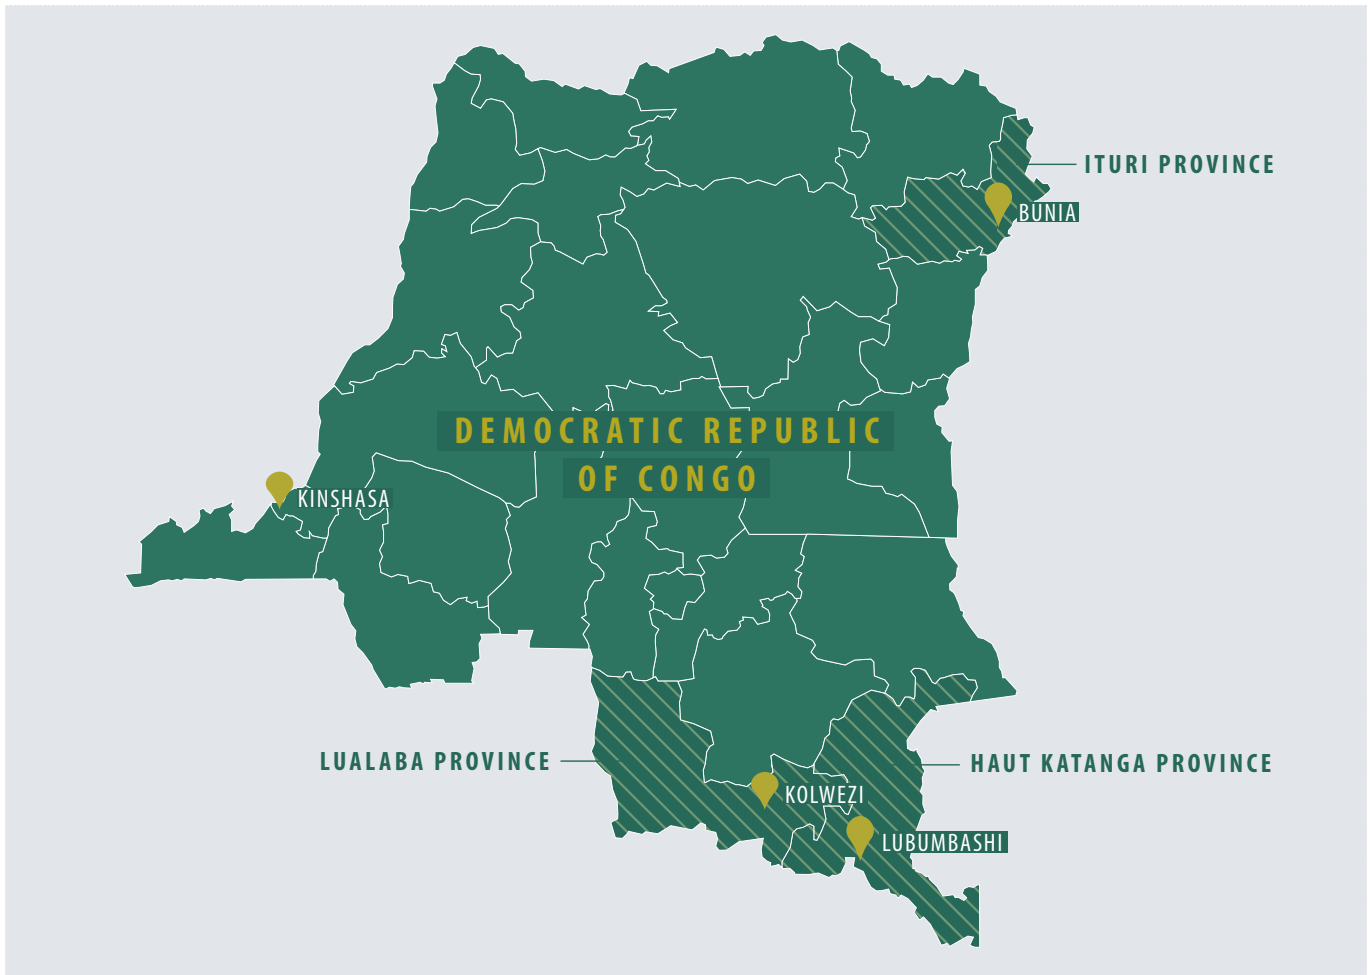 ITURI PROVINCE
BUNIA
DEMOCRATIC REPUBLIC
OF CONGO
KINSHASA
LUALABA PROVINCE
HAUT KATANGA PROVINCE
KOLWEZI
LUBUMBASHI